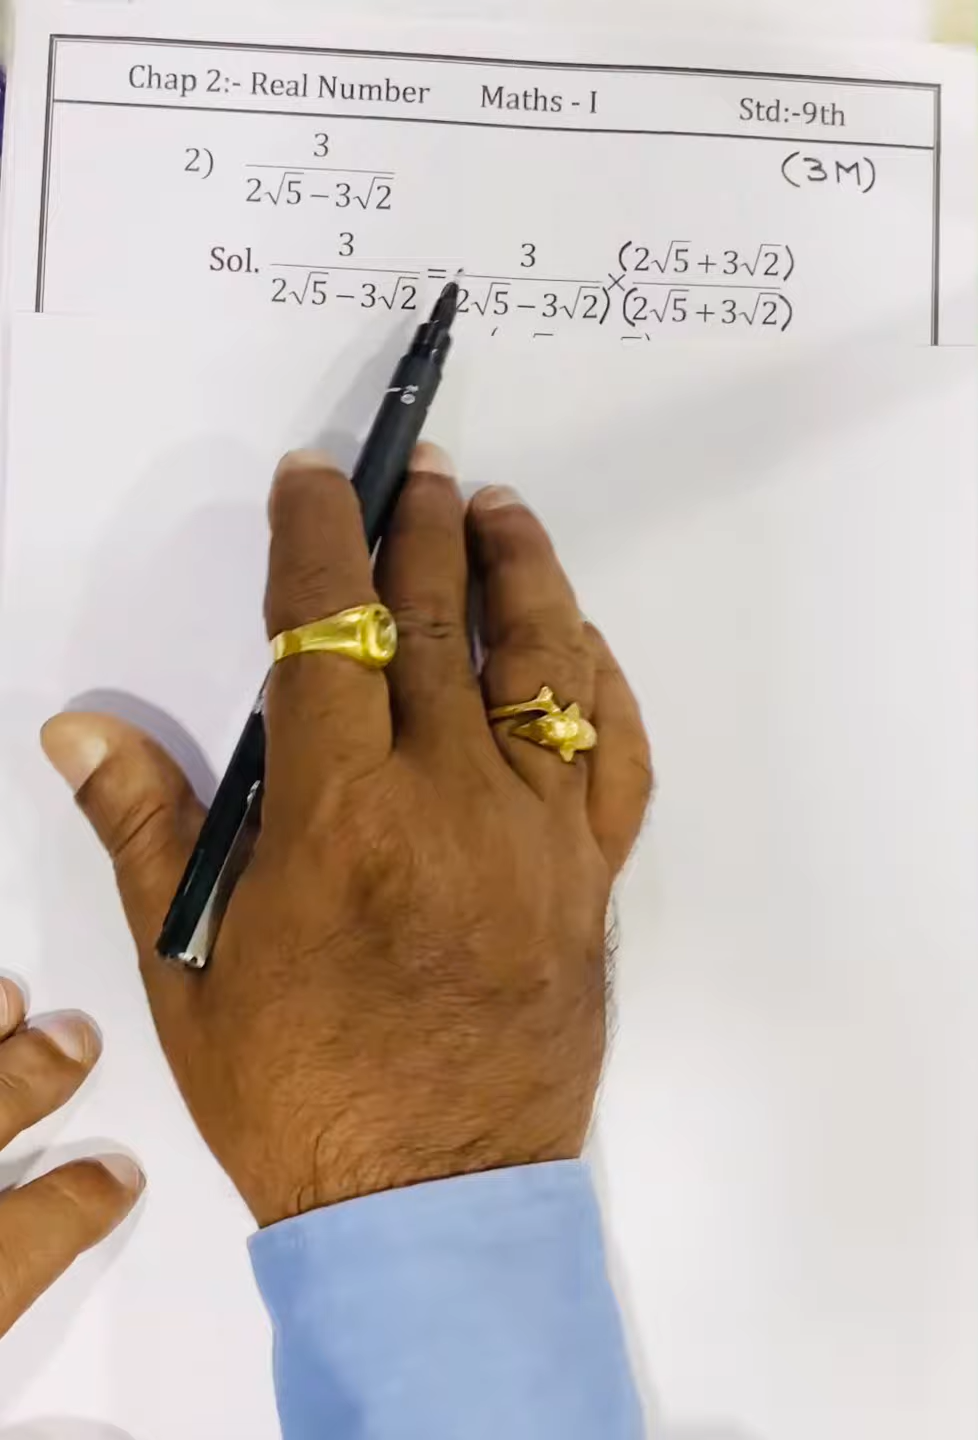 Chap 2:- Real Number Maths - I Std:-9th
2) 3/(2√5 – 3√2) (3M)
Sol. 3/(2√5 – 3√2) = 3/(2√5 – 3√2) × (2√5 + 3√2)/(2√5 + 3√2)